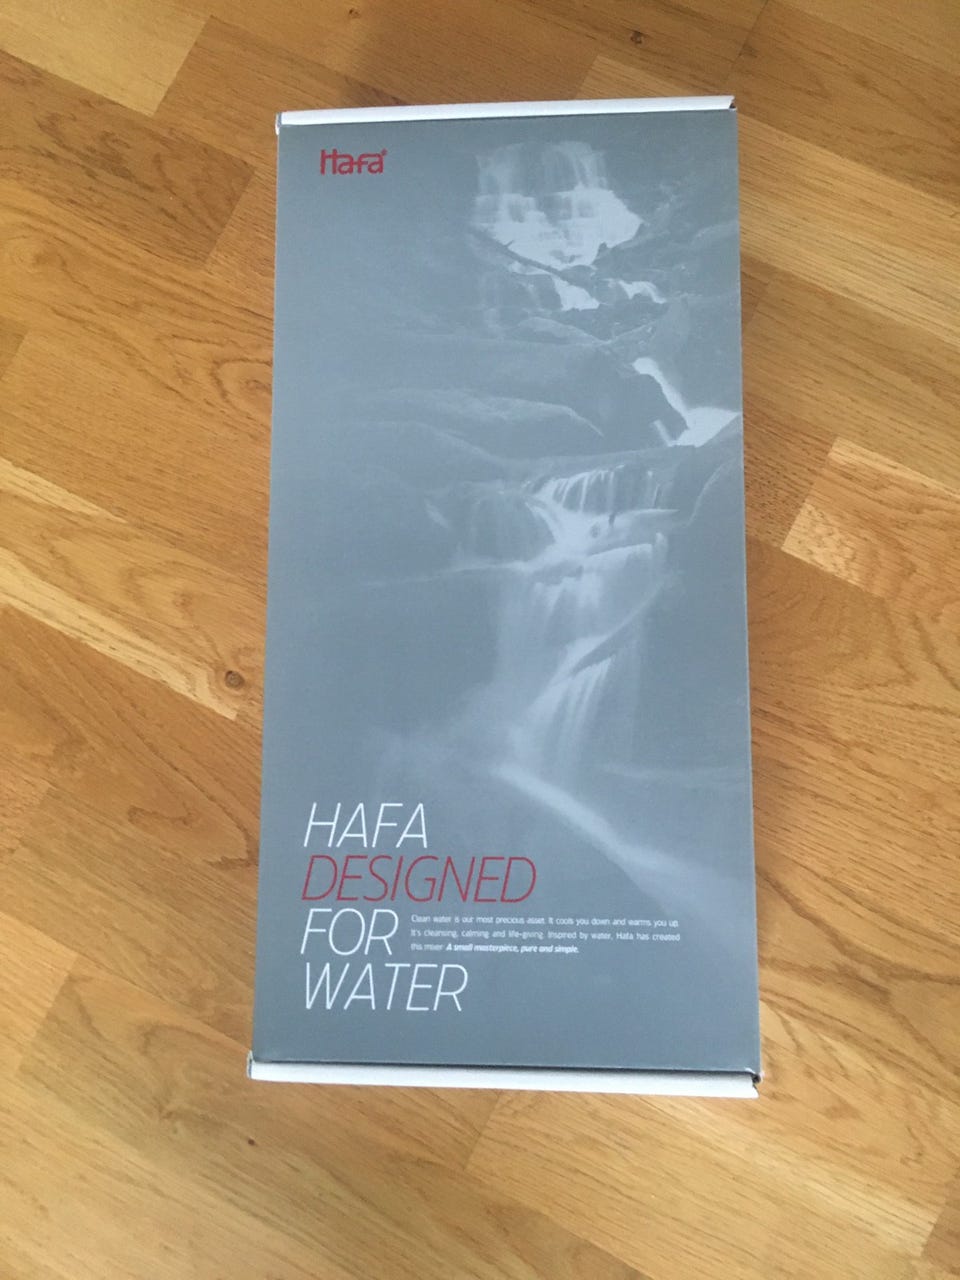 Hafa
HAFA
DESIGNED
FOR
WATER
Clean water is our most precious asset. It cools you down and warms you up.
It's cleansing, calming and life-giving. Inspired by water, Hafa has created
this mixer. A small masterpiece, pure and simple.